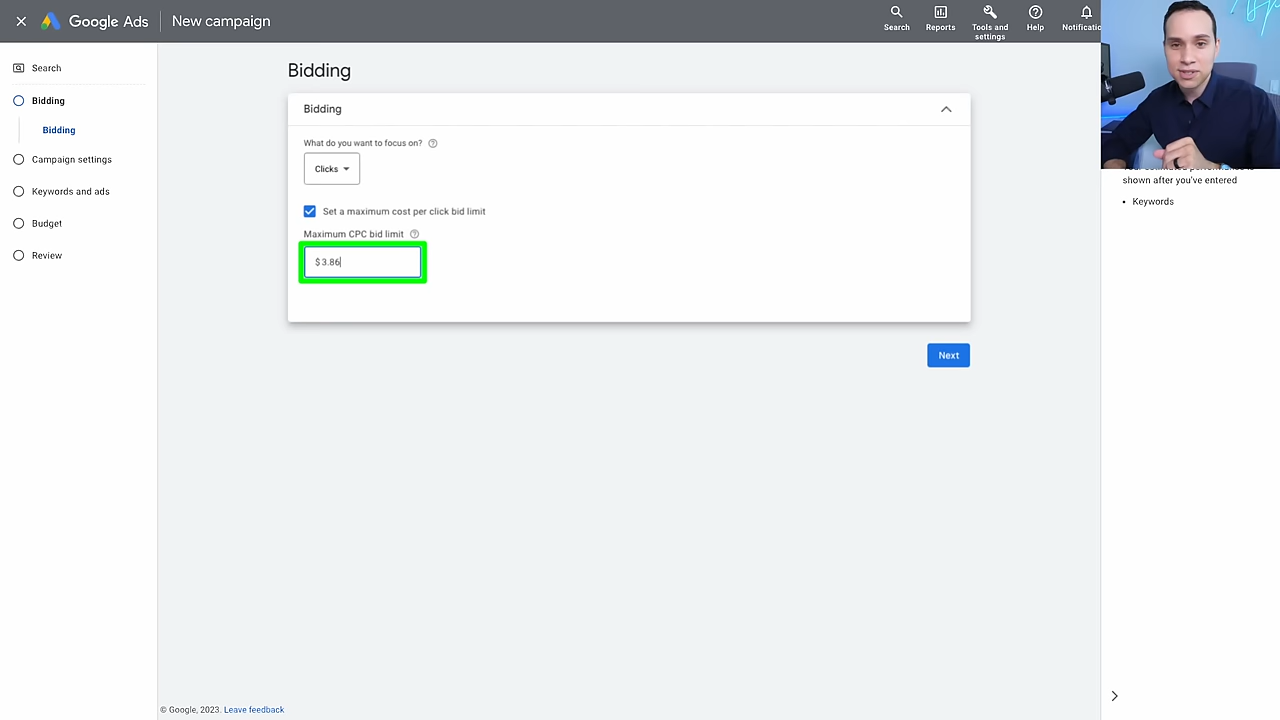 Google Ads
New campaign
Search
Reports
Tools and
settings
Help
Search
Bidding
Bidding
Campaign settings
Keywords and ads
Budget
Review
Bidding
Bidding
What do you want to focus on?
Clicks
Set a maximum cost per click bid limit
Maximum CPC bid limit
$ 3.86
Next
shown after you've entered
• Keywords
© Google, 2023. Leave feedback